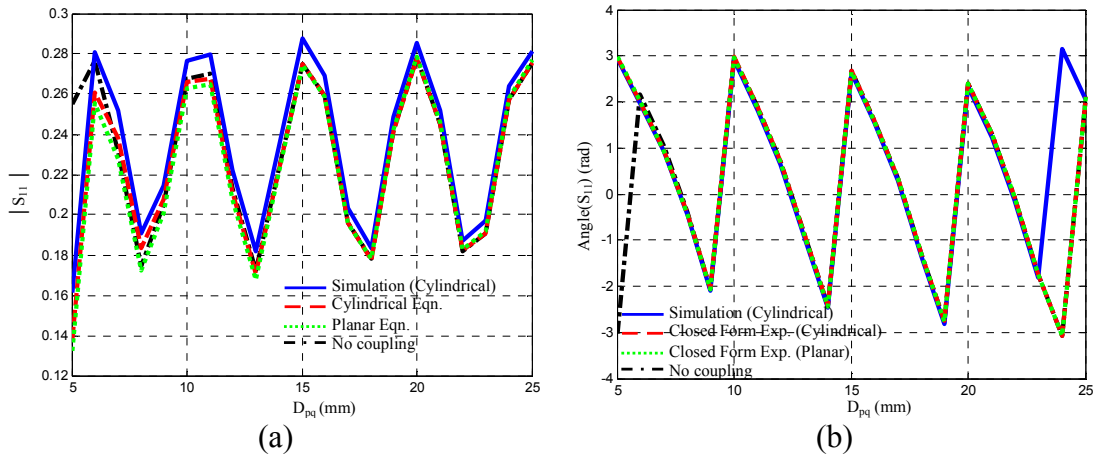 0.3
0.28
0.26
0.24
0.22
0.2
0.18
0.16
0.14
0.12
| S11 |
5
10
15
20
25
Dpq (mm)
Simulation (Cylindrical)
Cylindrical Eqn.
Planar Eqn.
No coupling
(a)
4
3
2
1
0
-1
-2
-3
-4
Angle(S11) (rad)
5
10
15
20
25
Dpq (mm)
Simulation (Cylindrical)
Closed Form Exp. (Cylindrical)
Closed Form Exp. (Planar)
No coupling
(b)